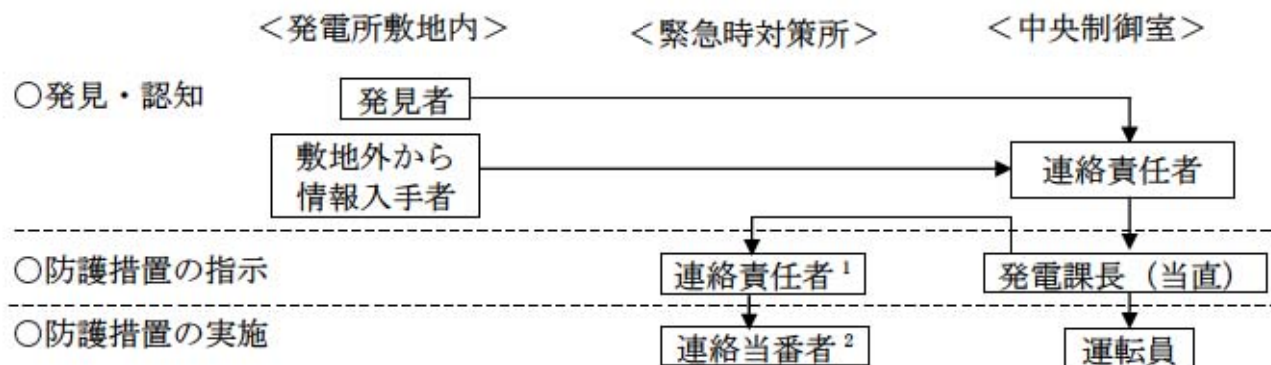 <発電所敷地内> <緊急時対策所> <中央制御室>
○発見・認知 発見者
敷地外から
情報入手者
連絡責任者
○防護措置の指示 連絡責任者1 発電課長（当直）
○防護措置の実施 連絡当番者2 運転員